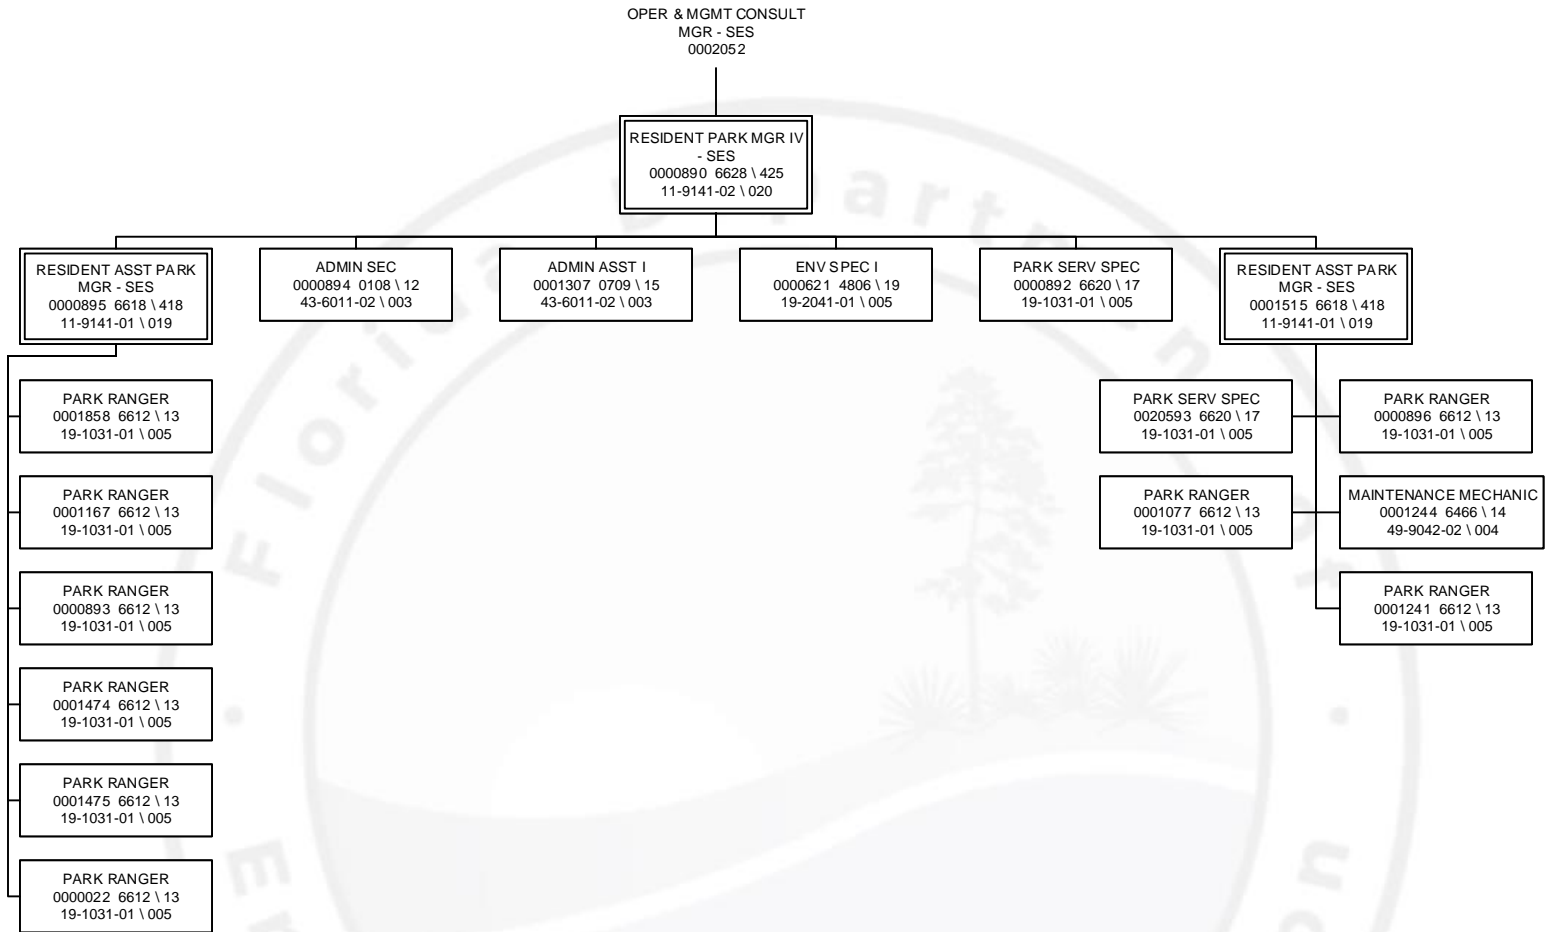 OPER & MGMT CONSULT
MGR - SES
0002052
RESIDENT PARK MGR IV
- SES
0000890 6628 \ 425
11-9141-02 \ 020
RESIDENT ASST PARK
MGR - SES
0000895 6618 \ 418
11-9141-01 \ 019
ADMIN SEC
0000894 0108 \ 12
43-6011-02 \ 003
ADMIN ASST I
0001307 0709 \ 15
43-6011-02 \ 003
ENV SPEC I
0000621 4806 \ 19
19-2041-01 \ 005
PARK SERV SPEC
0000892 6620 \ 17
19-1031-01 \ 005
RESIDENT ASST PARK
MGR - SES
0001515 6618 \ 418
11-9141-01 \ 019
PARK RANGER
0001858 6612 \ 13
19-1031-01 \ 005
PARK RANGER
0001167 6612 \ 13
19-1031-01 \ 005
PARK RANGER
0000893 6612 \ 13
19-1031-01 \ 005
PARK RANGER
0001474 6612 \ 13
19-1031-01 \ 005
PARK RANGER
0001475 6612 \ 13
19-1031-01 \ 005
PARK RANGER
0000022 6612 \ 13
19-1031-01 \ 005
PARK SERV SPEC
0020593 6620 \ 17
19-1031-01 \ 005
PARK RANGER
0000896 6612 \ 13
19-1031-01 \ 005
PARK RANGER
0001077 6612 \ 13
19-1031-01 \ 005
MAINTENANCE MECHANIC
0001244 6466 \ 14
49-9042-02 \ 004
PARK RANGER
0001241 6612 \ 13
19-1031-01 \ 005
Florida Department of